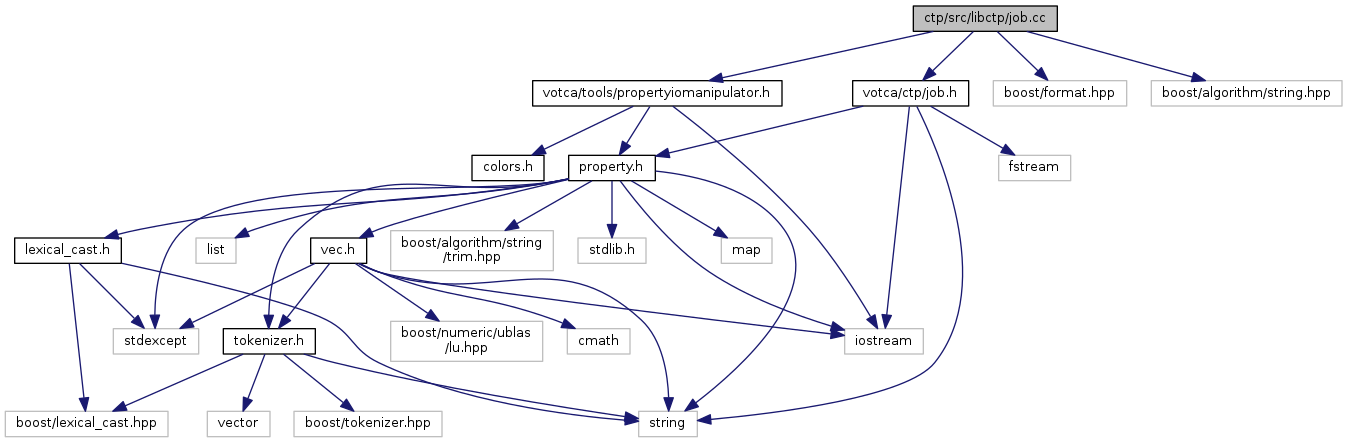 ctp/src/libctp/job.cc
votca/tools/propertyiomanipulator.h
votca/ctp/job.h
boost/format.hpp
boost/algorithm/string.hpp
colors.h
property.h
fstream
lexical_cast.h
list
vec.h
boost/algorithm/string
/trim.hpp
stdlib.h
map
stdexcept
tokenizer.h
boost/numeric/ublas
/lu.hpp
cmath
iostream
boost/lexical_cast.hpp
vector
boost/tokenizer.hpp
string